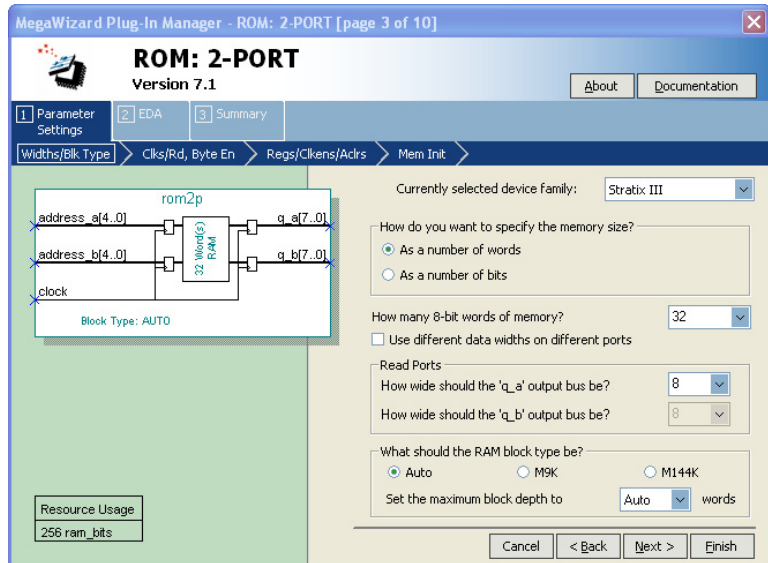 MegaWizard Plug-In Manager - ROM: 2-PORT [page 3 of 10]
ROM: 2-PORT
Version 7.1
About
Documentation
1 Parameter Settings
2 EDA
3 Summary
Widths/Blk Type
Clks/Rd, Byte En
Regs/Clkens/Aclrs
Mem Init
rom2p
address_a[4..0]
q_a[7..0]
32 Word(s)
RAM
address_b[4..0]
q_b[7..0]
clock
Block Type: AUTO
Resource Usage
256 ram_bits
Currently selected device family:
Stratix III
How do you want to specify the memory size?
As a number of words
As a number of bits
How many 8-bit words of memory?
32
Use different data widths on different ports
Read Ports
How wide should the 'q_a' output bus be?
8
How wide should the 'q_b' output bus be?
8
What should the RAM block type be?
Auto
M9K
M144K
Set the maximum block depth to
Auto
words
Cancel
< Back
Next >
Finish